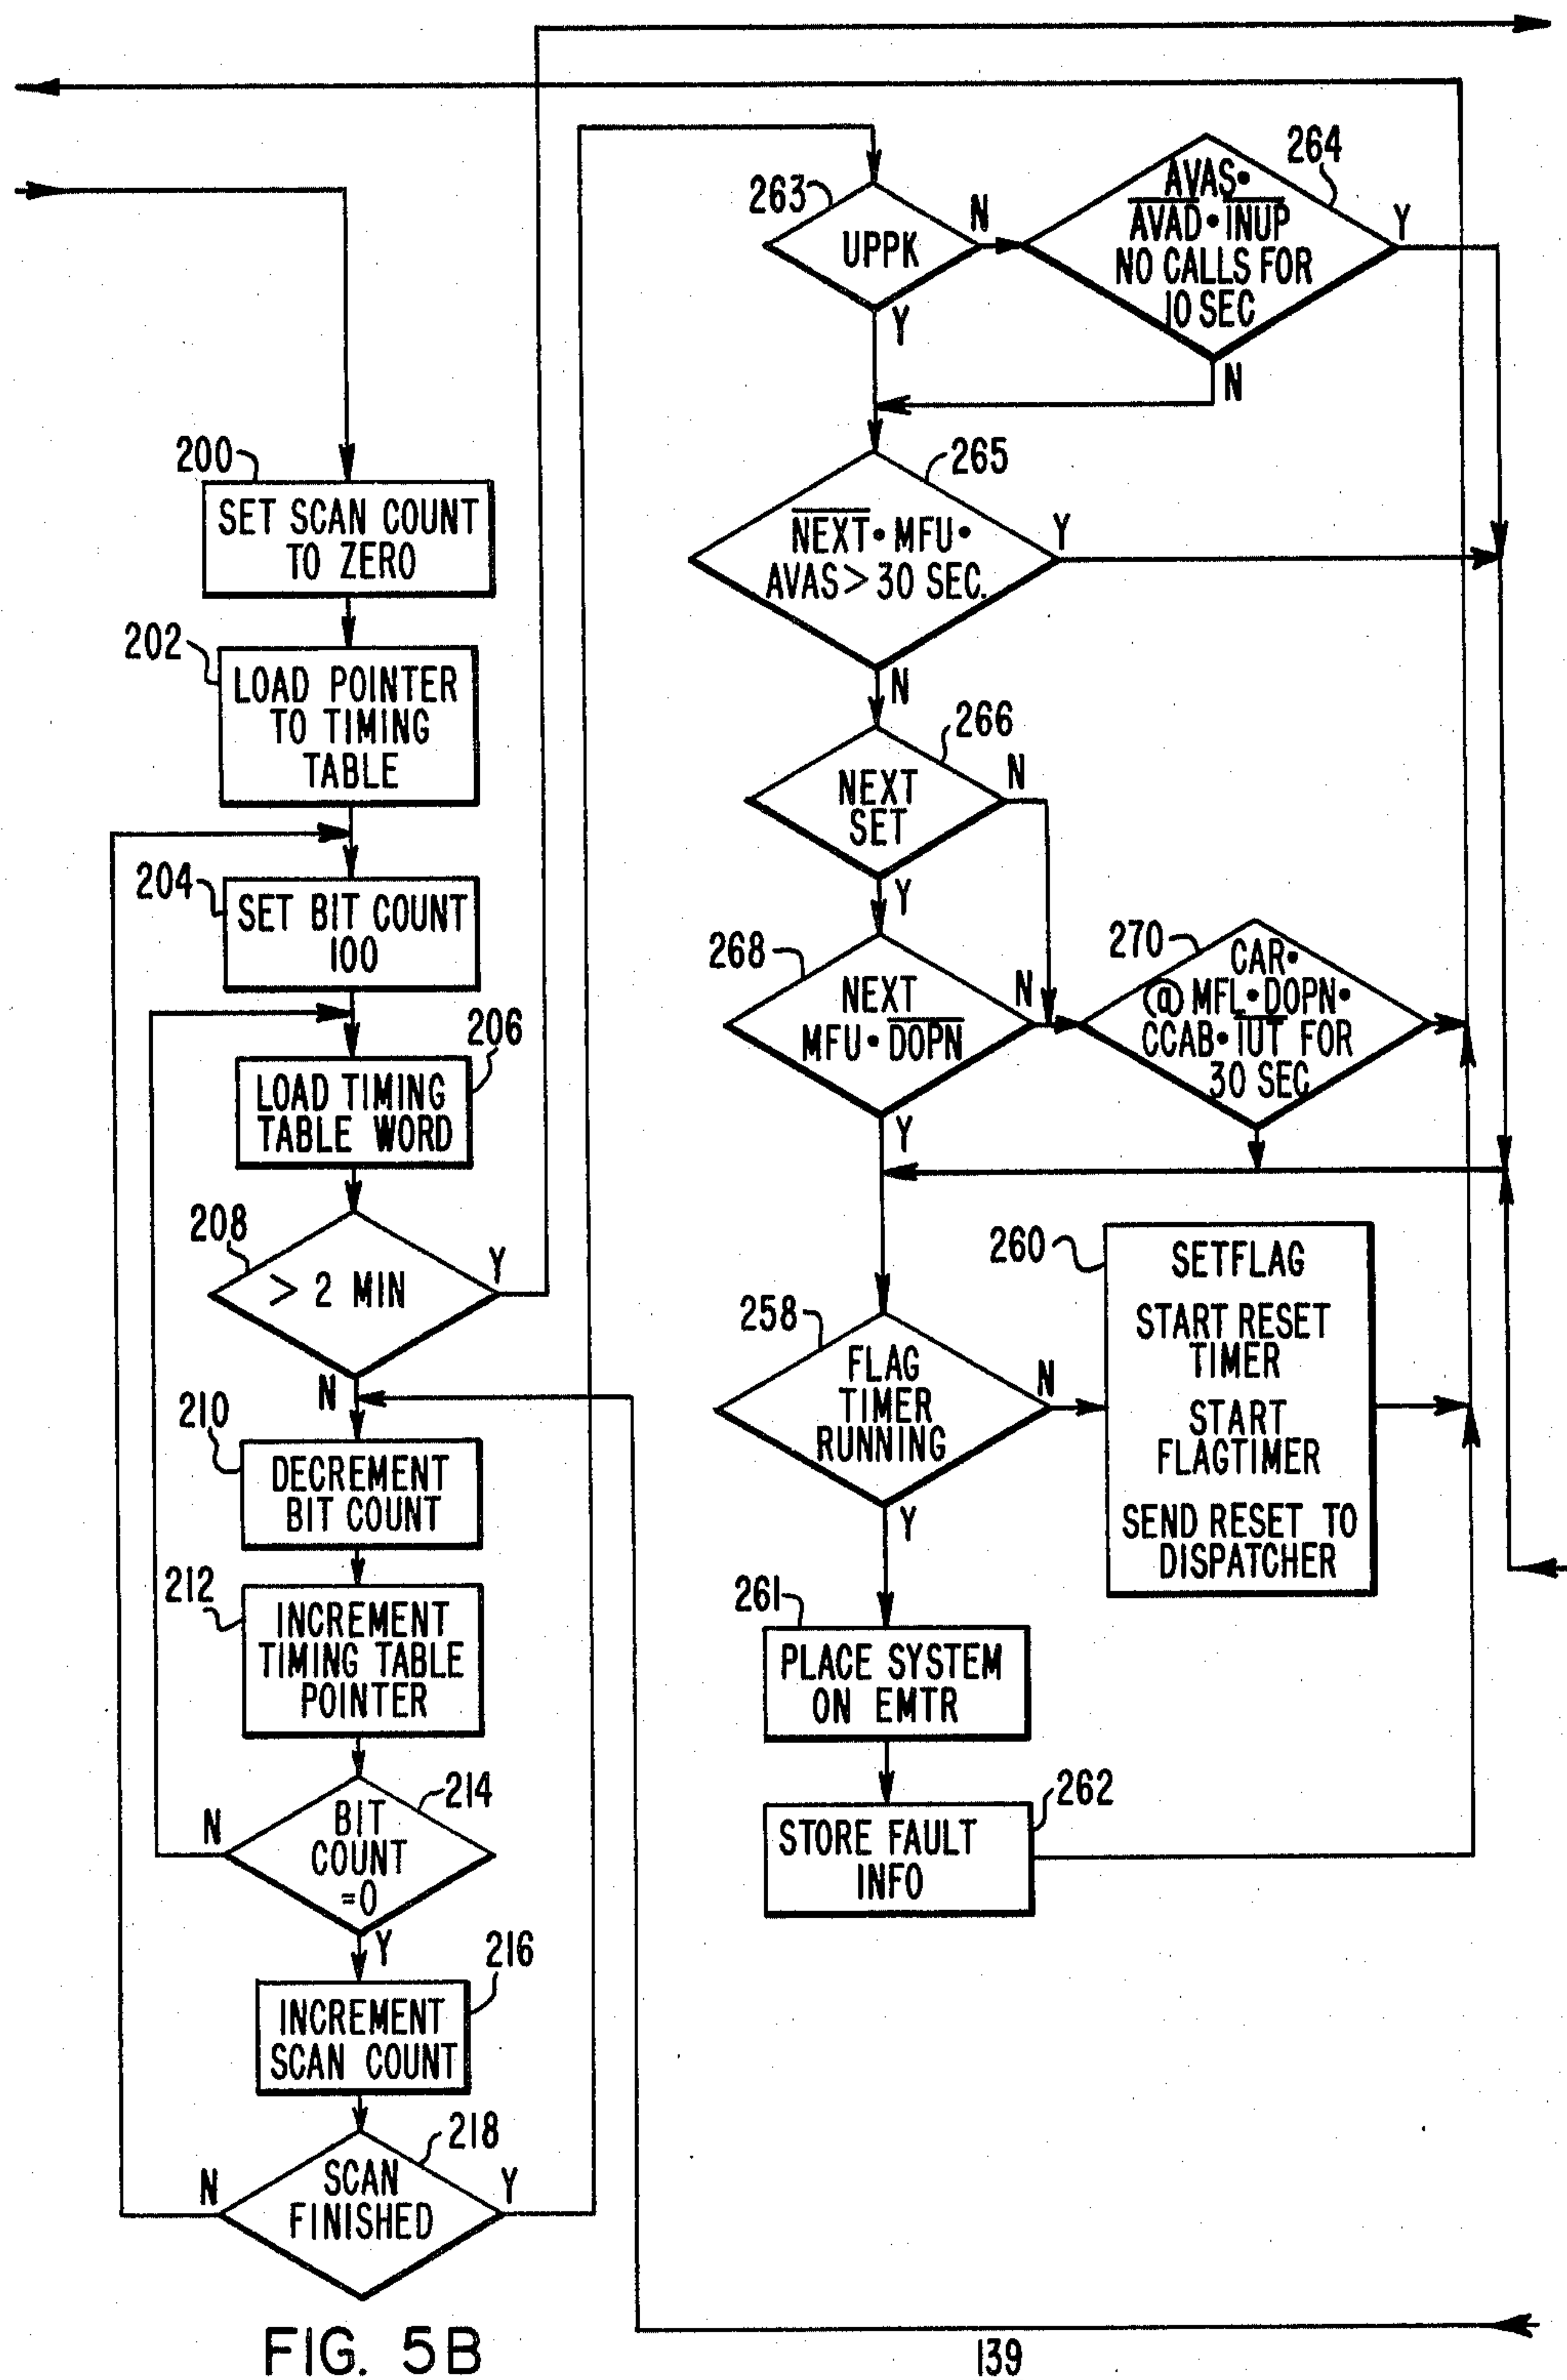 200
SET SCAN COUNT
TO ZERO
202
LOAD POINTER
TO TIMING
TABLE
204
SET BIT COUNT
100
206
LOAD TIMING
TABLE WORD
208
> 2 MIN
Y
N
210
DECREMENT
BIT COUNT
212
INCREMENT
TIMING TABLE
POINTER
214
BIT
COUNT
=0
N
Y
216
INCREMENT
SCAN COUNT
218
SCAN
FINISHED
N
Y
263
UPPK
N
Y
264
AVAS•
A̅V̅A̅D̅•I̅N̅U̅P̅
NO CALLS FOR
10 SEC
Y
N
265
N̅E̅X̅T̅•MFU•
AVAS>30 SEC.
Y
N
266
NEXT
SET
N
Y
268
NEXT
MFU•D̅O̅P̅N̅
N
Y
270
CAR•
@MFL•DOPN•
CCAB•I̅U̅T̅ FOR
30 SEC
258
FLAG
TIMER
RUNNING
N
Y
260
SETFLAG
START RESET
TIMER
START
FLAGTIMER
SEND RESET TO
DISPATCHER
261
PLACE SYSTEM
ON EMTR
262
STORE FAULT
INFO
139
FIG. 5B